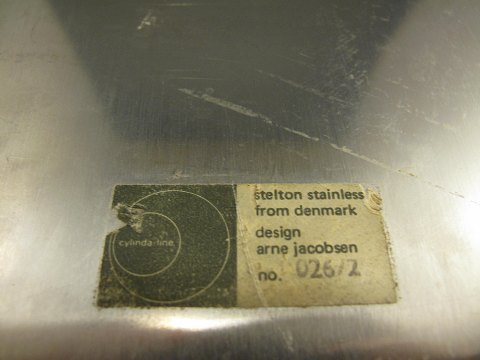 cylinda-line
stelton stainless
from denmark
design
arne jacobsen
no. 026/2